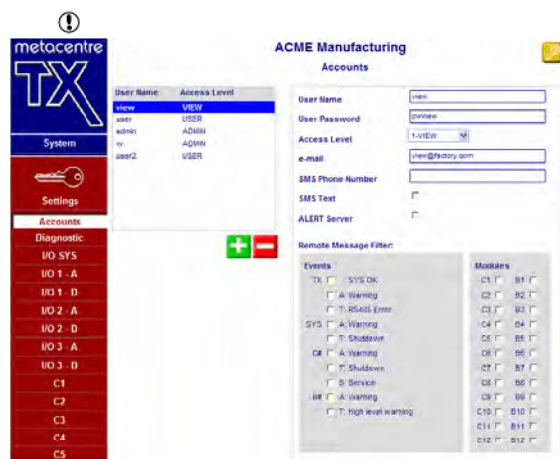 metacentre
TX
System
Settings
Accounts
Diagnostic
I/O SYS
I/O 1 - A
I/O 1 - D
I/O 2 - A
I/O 2 - D
I/O 3 - A
I/O 3 - D
C1
C2
C3
C4
C5
ACME Manufacturing
Accounts
User Name Access Level
view VIEW
user USER
admin ADMIN
ADMIN
user2 USER
User Name view
User Password pwview
Access Level 1-VIEW
e-mail view@factory.com
SMS Phone Number
SMS Text
ALERT Server
Remote Message Filter:
Events
TX SYS OK
A: Warning
T: RS485 Error
SYS A: Warning
T: Shutdown
C# A: Warning
T: Shutdown
S: Service
B# A: Warning
T: High level warning
Modules
C1 B1
C2 B2
C3 B3
C4 B4
C5 B5
C6 B6
C7 B7
C8 B8
C9 B9
C10 B10
C11 B11
C12 B12